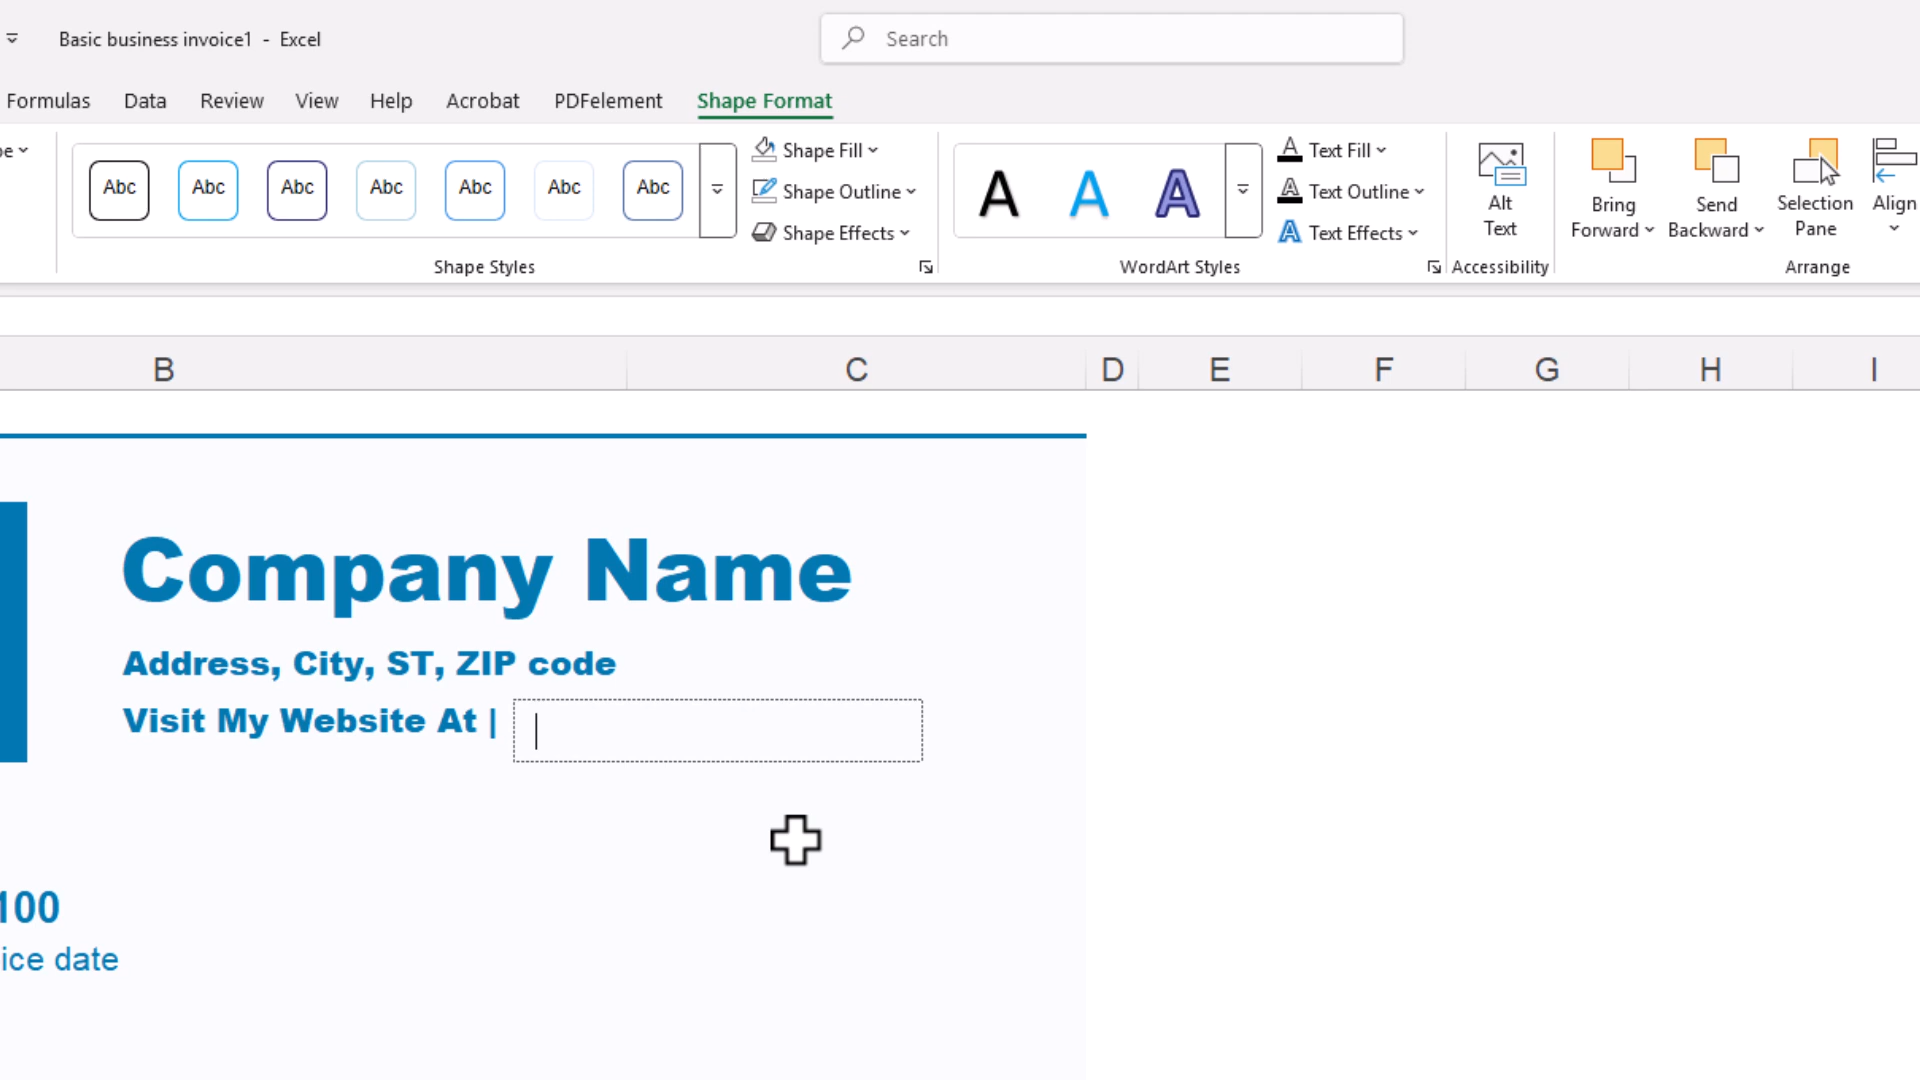 Basic business invoice1 - Excel
Search
Formulas Data Review View Help Acrobat PDFelement Shape Format
Abc Abc Abc Abc Abc Abc Abc
Shape Fill
Shape Outline
Shape Effects
Shape Styles
A A A
Text Fill
Text Outline
Text Effects
WordArt Styles
Alt Text
Accessibility
Bring Forward
Send Backward
Selection Pane
Align
Arrange
B C D E F G H I
Company Name
Address, City, ST, ZIP code
Visit My Website At |
100
ice date